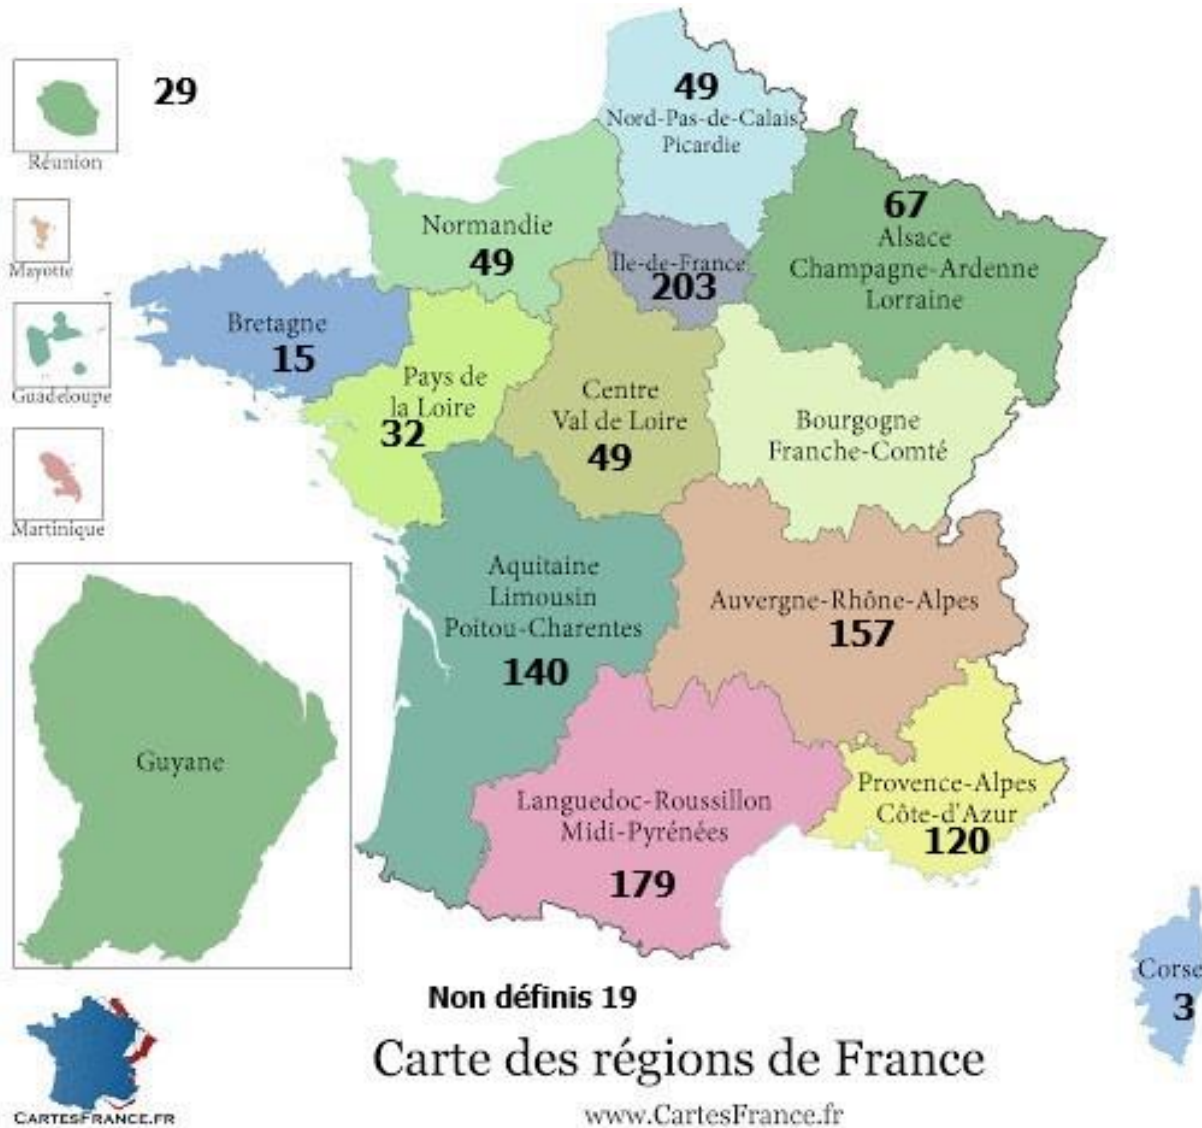 29
Réunion
Mayotte
Guadeloupe
Martinique
Guyane
49
Nord-Pas-de-Calais
Picardie
Normandie
49
Île-de-France
203
67
Alsace
Champagne-Ardenne
Lorraine
Bretagne
15
Pays de
la Loire
32
Centre
Val de Loire
49
Bourgogne
Franche-Comté
Aquitaine
Limousin
Poitou-Charentes
140
Auvergne-Rhône-Alpes
157
Languedoc-Roussillon
Midi-Pyrénées
179
Provence-Alpes
Côte-d'Azur
120
Corse
3
Non définis 19
Carte des régions de France
www.CartesFrance.fr
CARTESFRANCE.FR